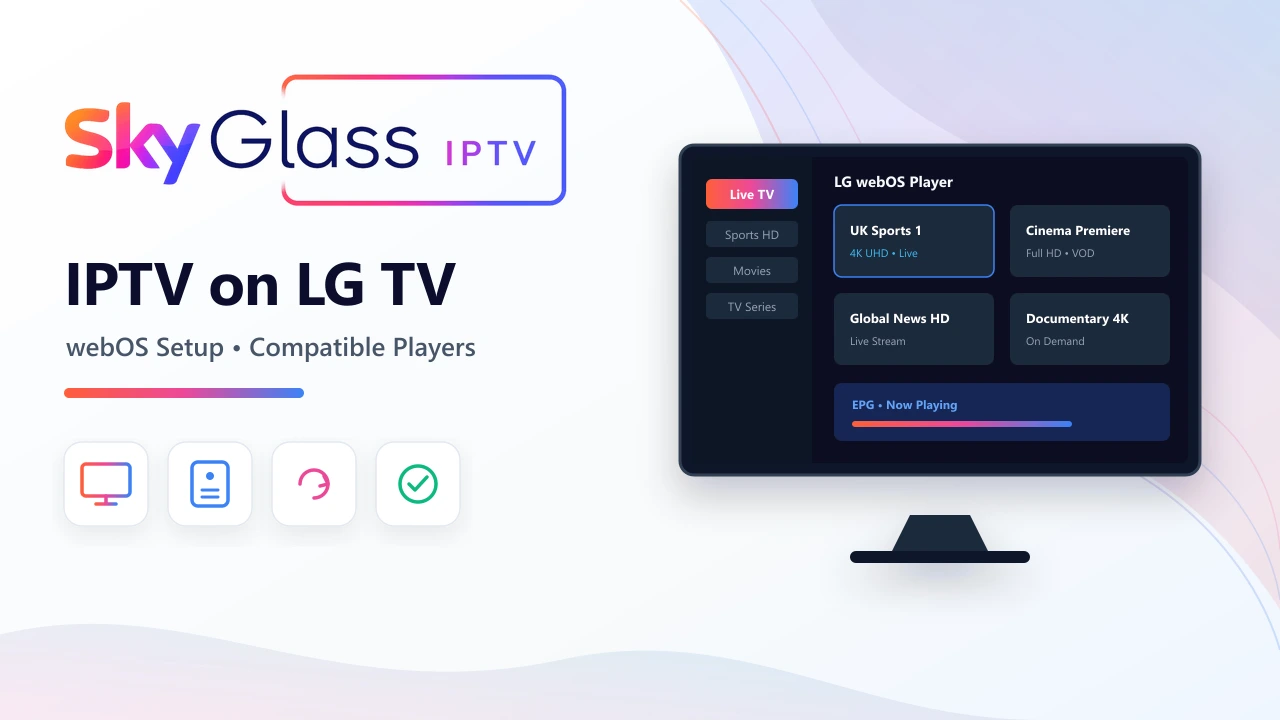 Sky Glass IPTV
IPTV on LG TV
webOS Setup • Compatible Players
Live TV
Sports HD
Movies
TV Series
LG webOS Player
UK Sports 1
4K UHD • Live
Cinema Premiere
Full HD • VOD
Global News HD
Live Stream
Documentary 4K
On Demand
EPG • Now Playing